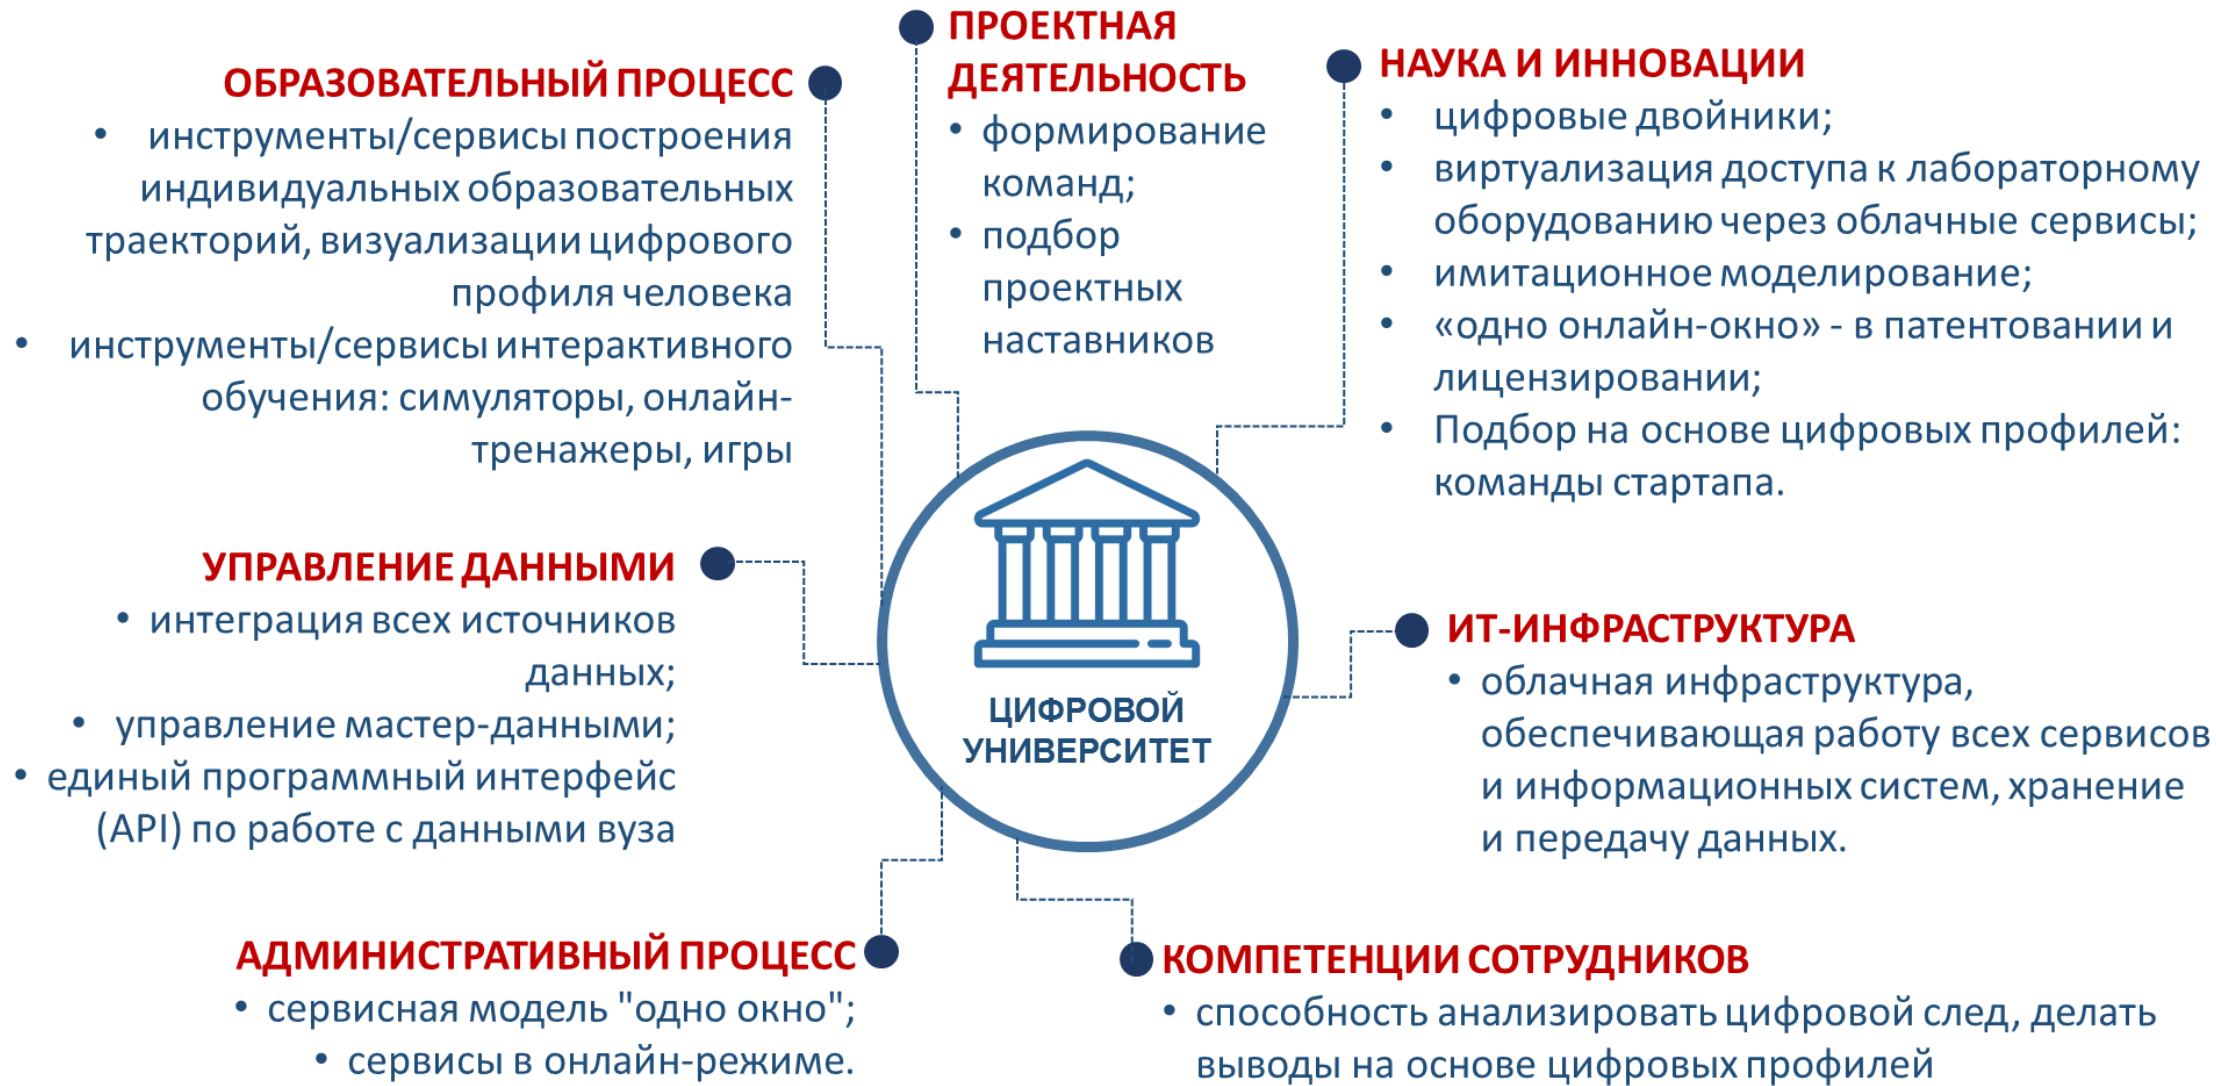 ОБРАЗОВАТЕЛЬНЫЙ ПРОЦЕСС
• инструменты/сервисы построения
индивидуальных образовательных
траекторий, визуализации цифрового
профиля человека
• инструменты/сервисы интерактивного
обучения: симуляторы, онлайн-
тренажеры, игры
ПРОЕКТНАЯ
ДЕЯТЕЛЬНОСТЬ
• формирование
команд;
• подбор
проектных
наставников
НАУКА И ИННОВАЦИИ
• цифровые двойники;
• виртуализация доступа к лабораторному
оборудованию через облачные сервисы;
• имитационное моделирование;
• «одно онлайн-окно» - в патентовании и
лицензировании;
• Подбор на основе цифровых профилей:
команды стартапа.
УПРАВЛЕНИЕ ДАННЫМИ
• интеграция всех источников
данных;
• управление мастер-данными;
• единый программный интерфейс
(API) по работе с данными вуза
ЦИФРОВОЙ
УНИВЕРСИТЕТ
ИТ-ИНФРАСТРУКТУРА
• облачная инфраструктура,
обеспечивающая работу всех сервисов
и информационных систем, хранение
и передачу данных.
АДМИНИСТРАТИВНЫЙ ПРОЦЕСС
• сервисная модель "одно окно";
• сервисы в онлайн-режиме.
КОМПЕТЕНЦИИ СОТРУДНИКОВ
• способность анализировать цифровой след, делать
выводы на основе цифровых профилей